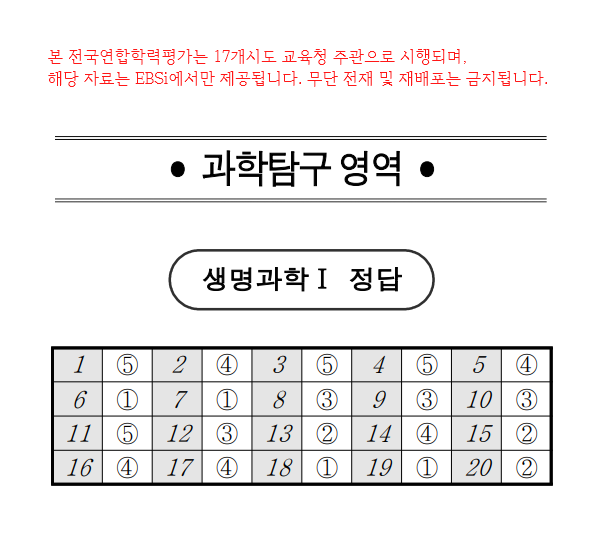 본 전국연합학력평가는 17개시도 교육청 주관으로 시행되며,
해당 자료는 EBSi에서만 제공됩니다. 무단 전재 및 재배포는 금지됩니다.
● 과학탐구 영역 ●
생명과학Ⅰ 정답
1 ⑤ 2 ④ 3 ⑤ 4 ⑤ 5 ④
6 ① 7 ① 8 ③ 9 ③ 10 ③
11 ⑤ 12 ③ 13 ② 14 ④ 15 ②
16 ④ 17 ④ 18 ① 19 ① 20 ②